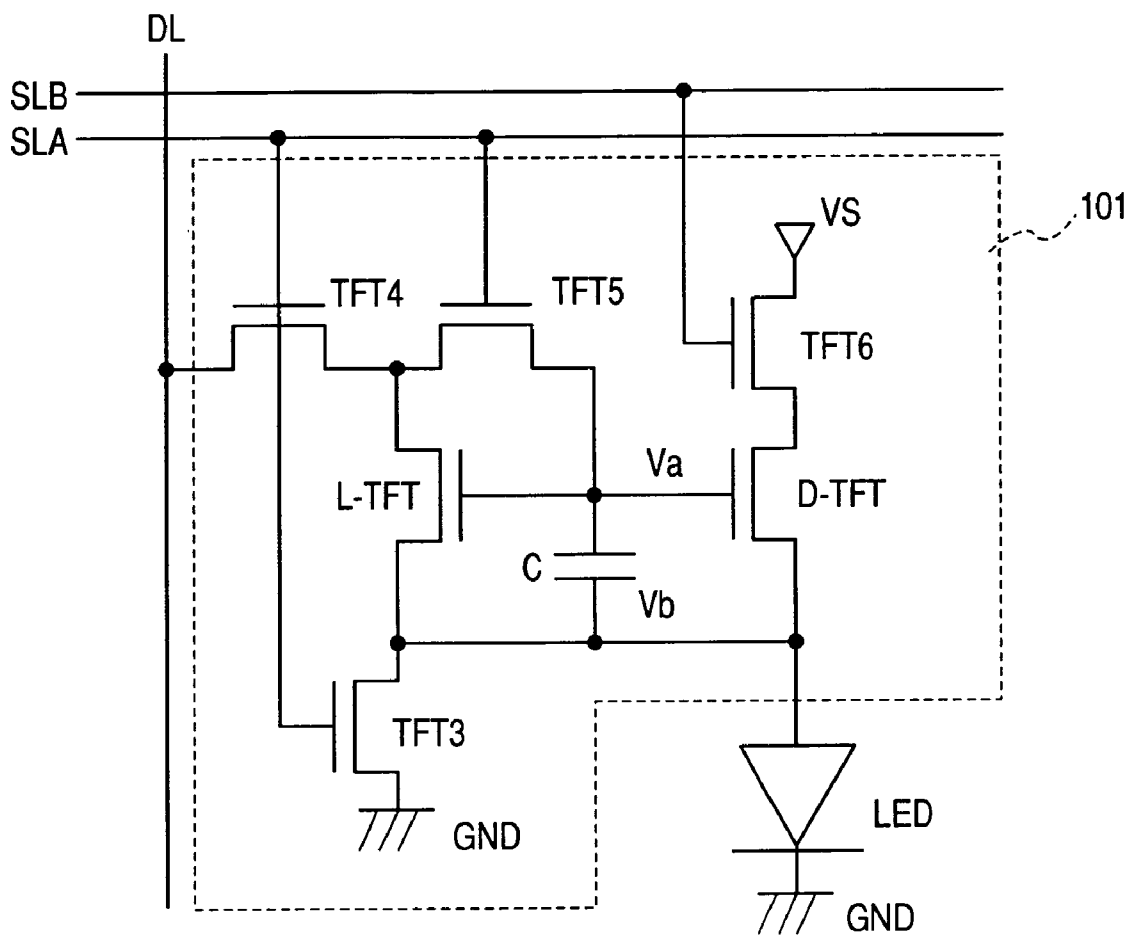 DL
SLB
SLA
VS
101
TFT4
TFT5
TFT6
L-TFT
Va
D-TFT
C
Vb
TFT3
LED
GND
GND